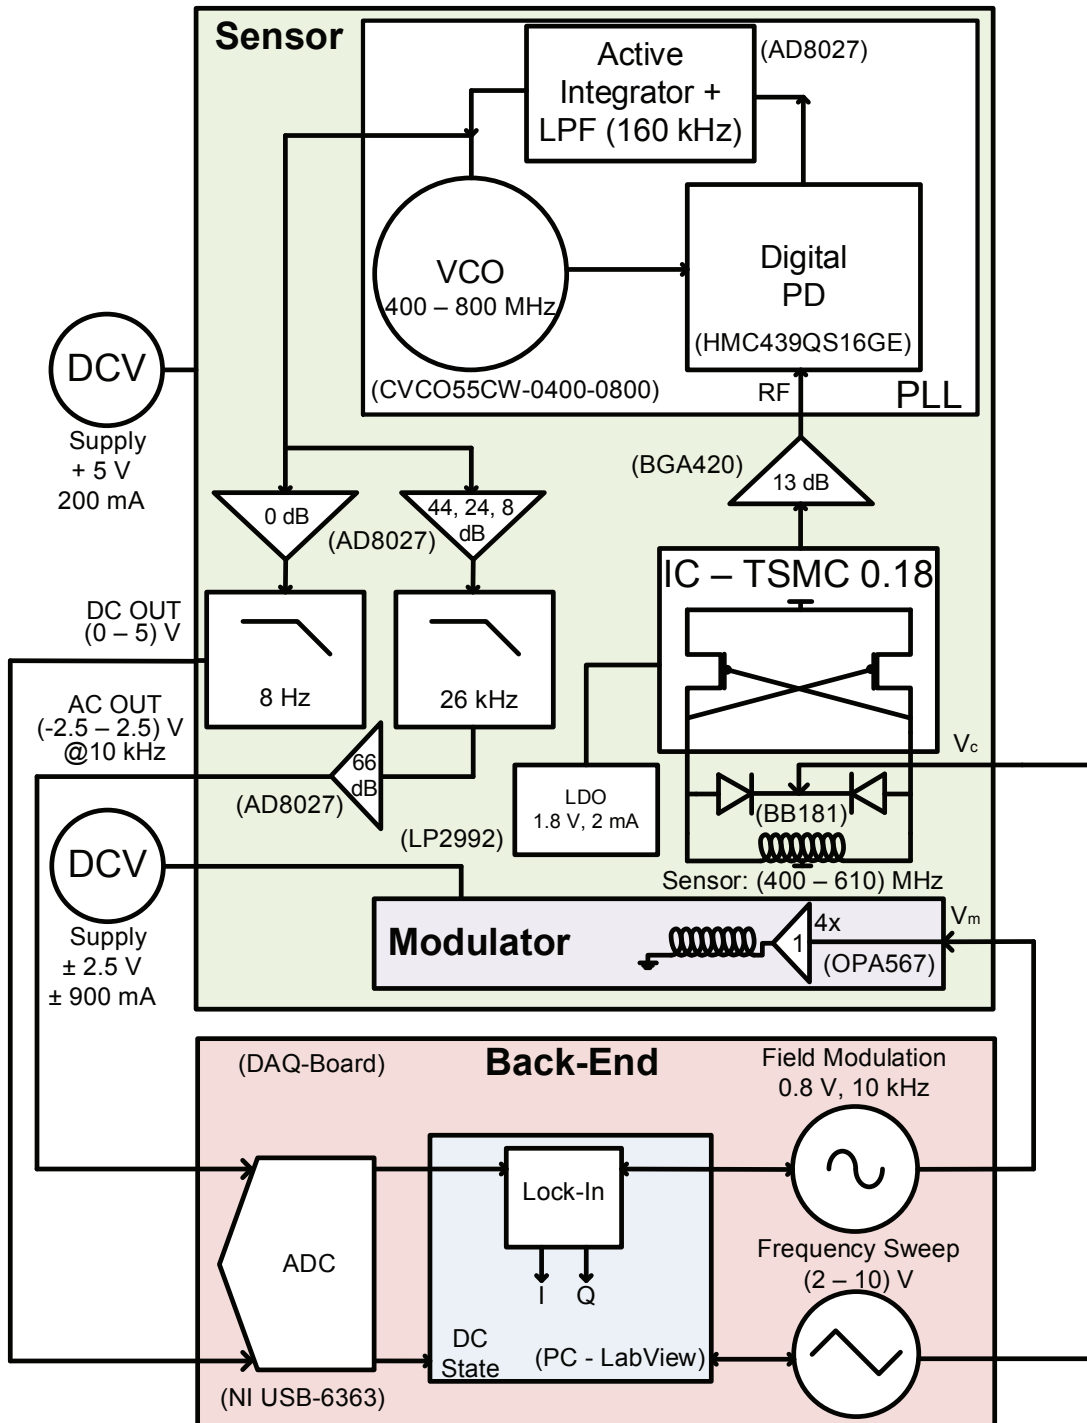 Sensor
Active
Integrator +
LPF (160 kHz)
(AD8027)
VCO
400 – 800 MHz
(CVCO55CW-0400-0800)
Digital
PD
(HMC439QS16GE)
RF
PLL
DCV
Supply
+ 5 V
200 mA
(BGA420)
13 dB
0 dB
(AD8027)
44, 24, 8
dB
IC – TSMC 0.18
DC OUT
(0 – 5) V
8 Hz
26 kHz
AC OUT
(-2.5 – 2.5) V
@10 kHz
66
dB
(AD8027)
LDO
1.8 V, 2 mA
(LP2992)
Vc
(BB181)
Sensor: (400 – 610) MHz
DCV
Supply
± 2.5 V
± 900 mA
Modulator
1
4x
(OPA567)
Vm
(DAQ-Board)
Back-End
Field Modulation
0.8 V, 10 kHz
ADC
Lock-In
I Q
DC
State
(PC - LabView)
Frequency Sweep
(2 – 10) V
(NI USB-6363)